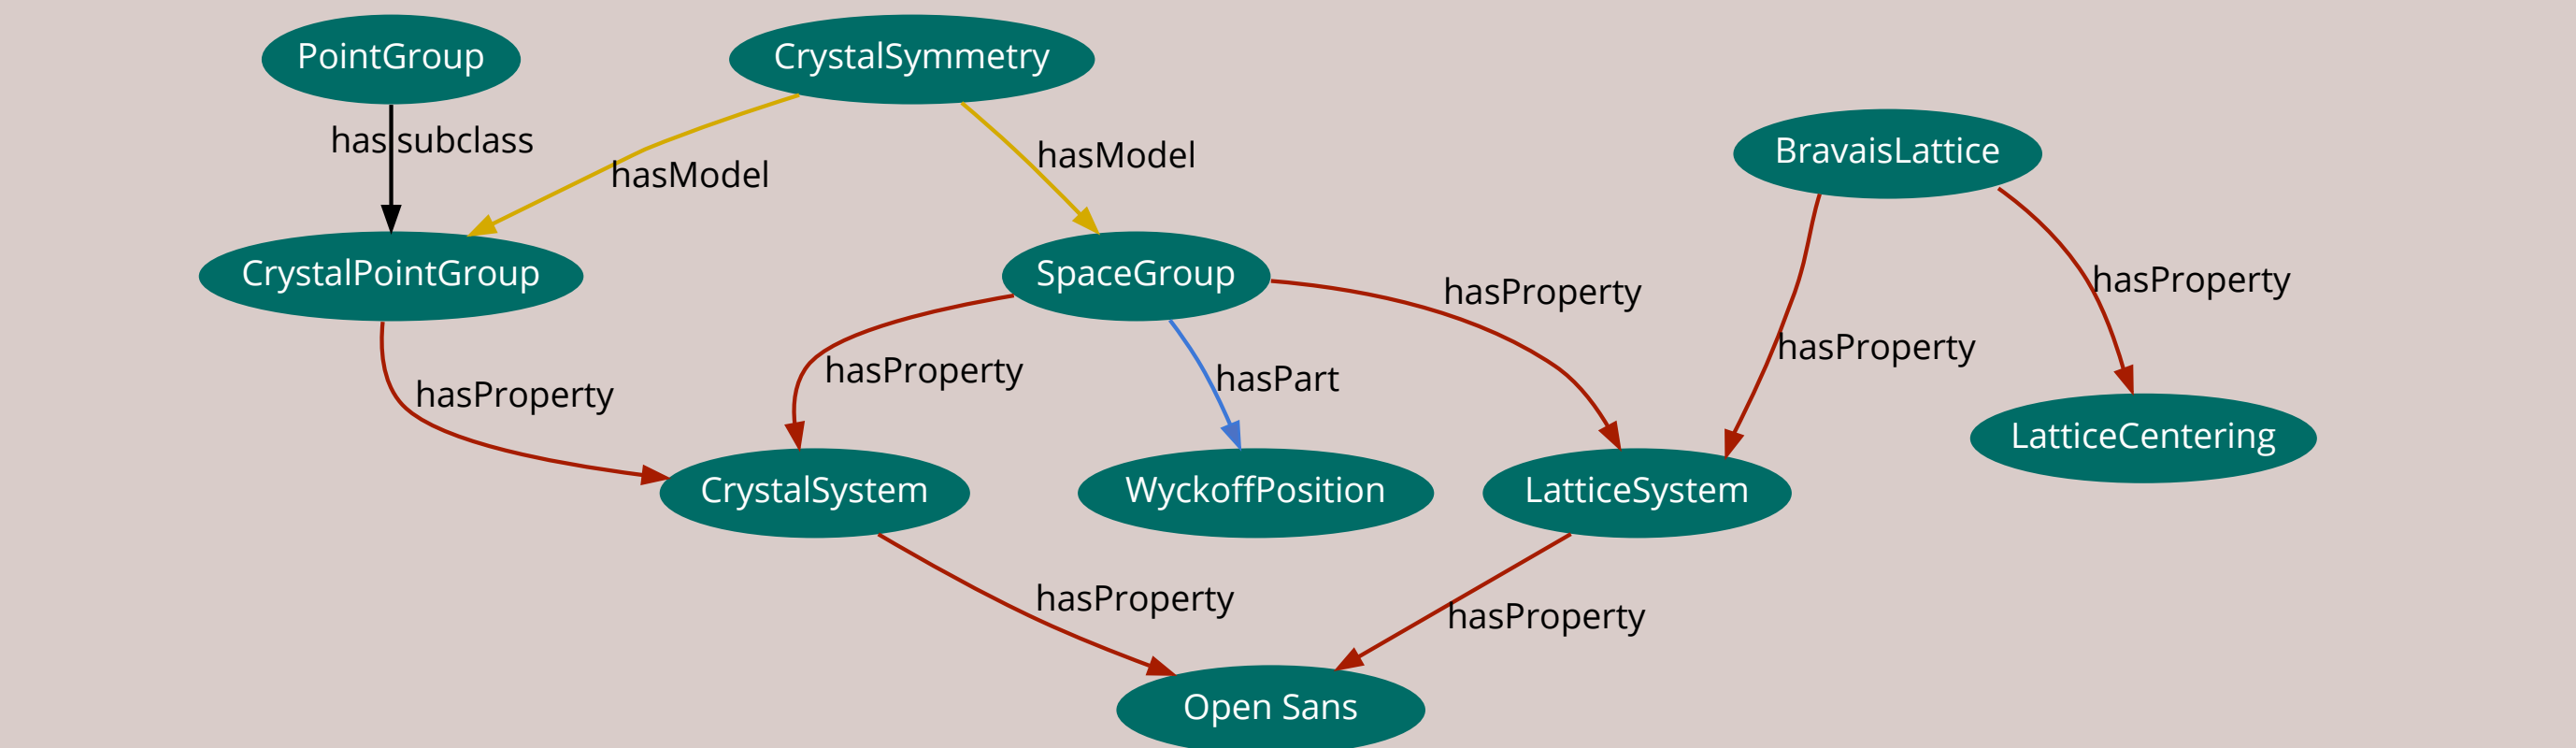 PointGroup
CrystalSymmetry
BravaisLattice
has subclass
hasModel
hasModel
CrystalPointGroup
SpaceGroup
hasProperty
hasProperty
hasProperty
hasProperty
hasProperty
hasPart
LatticeCentering
CrystalSystem
WyckoffPosition
LatticeSystem
hasProperty
hasProperty
Open Sans